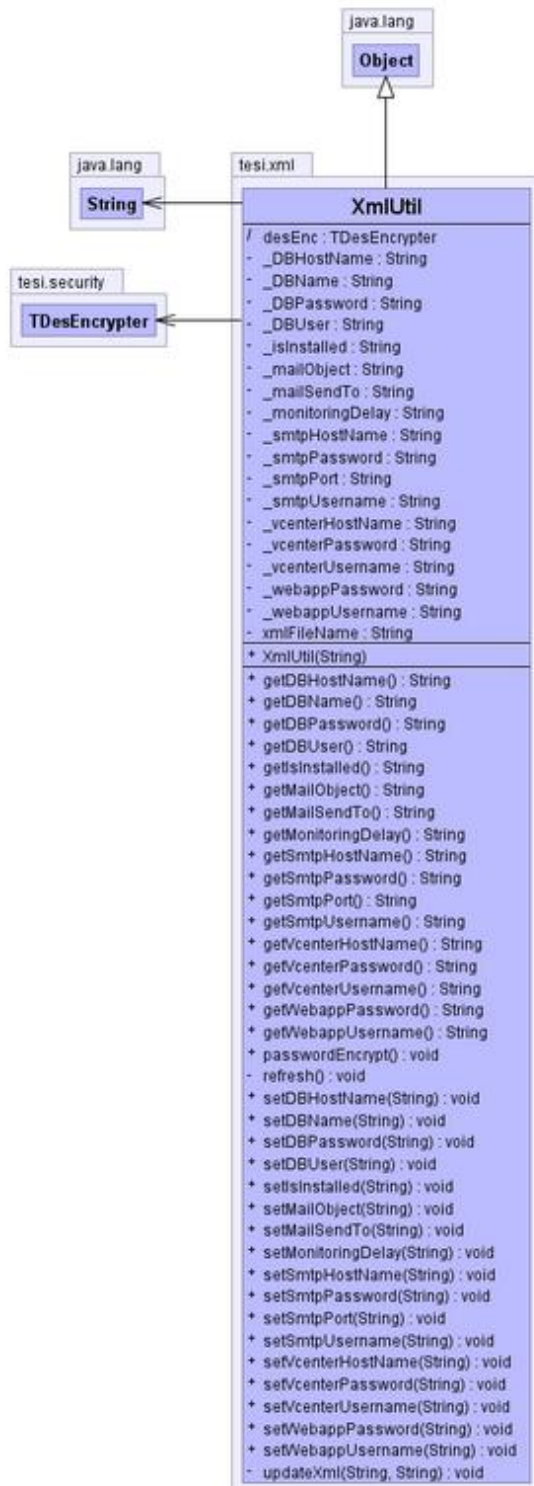 java.lang
Object
java.lang
String
tesi.security
TDesEncrypter
tesi.xml
XmlUtil
/ desEnc : TDesEncrypter
- _DBHostName : String
- _DBName : String
- _DBPassword : String
- _DBUser : String
- _isInstalled : String
- _mailObject : String
- _mailSendTo : String
- _monitoringDelay : String
- _smtpHostName : String
- _smtpPassword : String
- _smtpPort : String
- _smtpUsername : String
- _vcenterHostName : String
- _vcenterPassword : String
- _vcenterUsername : String
- _webappPassword : String
- _webappUsername : String
- xmlFileName : String
+ XmlUtil(String)
+ getDBHostName() : String
+ getDBName() : String
+ getDBPassword() : String
+ getDBUser() : String
+ getIsInstalled() : String
+ getMailObject() : String
+ getMailSendTo() : String
+ getMonitoringDelay() : String
+ getSmtpHostName() : String
+ getSmtpPassword() : String
+ getSmtpPort() : String
+ getSmtpUsername() : String
+ getVcenterHostName() : String
+ getVcenterPassword() : String
+ getVcenterUsername() : String
+ getWebappPassword() : String
+ getWebappUsername() : String
+ passwordEncrypt() : void
- refresh() : void
+ setDBHostName(String) : void
+ setDBName(String) : void
+ setDBPassword(String) : void
+ setDBUser(String) : void
+ setIsInstalled(String) : void
+ setMailObject(String) : void
+ setMailSendTo(String) : void
+ setMonitoringDelay(String) : void
+ setSmtpHostName(String) : void
+ setSmtpPassword(String) : void
+ setSmtpPort(String) : void
+ setSmtpUsername(String) : void
+ setVcenterHostName(String) : void
+ setVcenterPassword(String) : void
+ setVcenterUsername(String) : void
+ setWebappPassword(String) : void
+ setWebappUsername(String) : void
- updateXml(String, String) : void